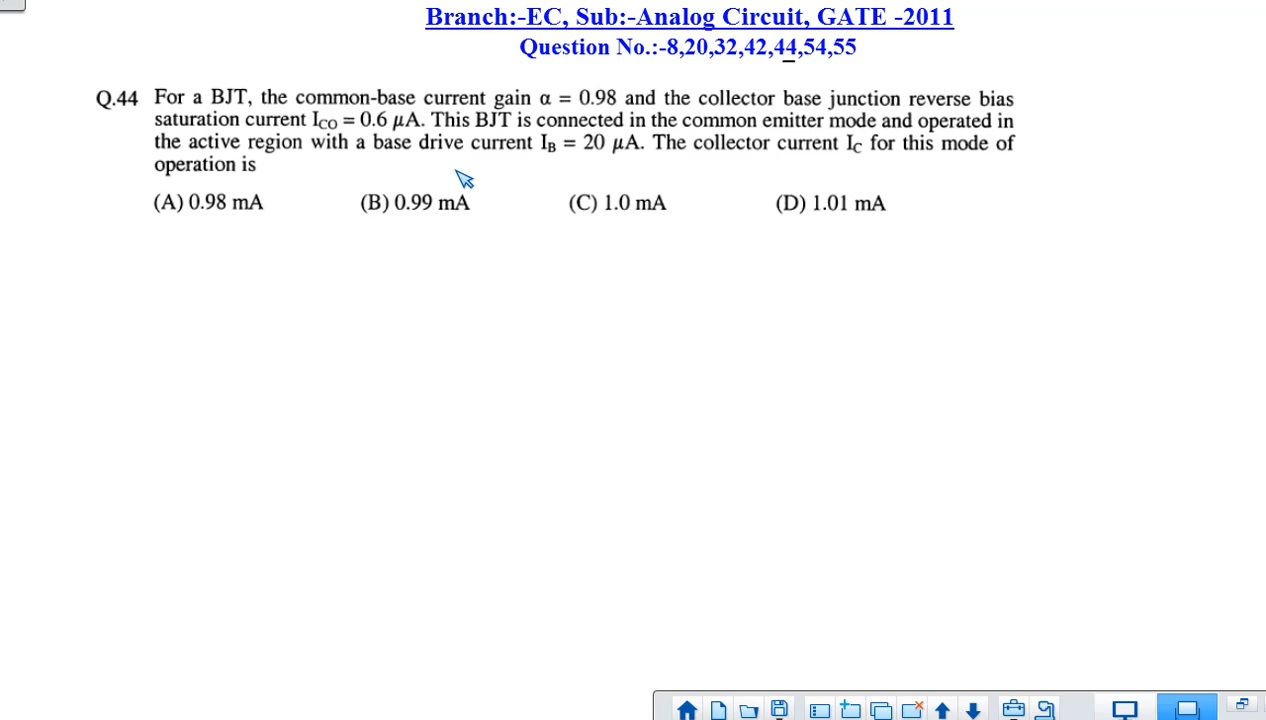 Branch:-EC, Sub:-Analog Circuit, GATE -2011
Question No.:-8,20,32,42,44,54,55
Q.44 For a BJT, the common-base current gain α = 0.98 and the collector base junction reverse bias
saturation current ICO = 0.6 μA. This BJT is connected in the common emitter mode and operated in
the active region with a base drive current IB = 20 μA. The collector current IC for this mode of
operation is
(A) 0.98 mA (B) 0.99 mA (C) 1.0 mA (D) 1.01 mA